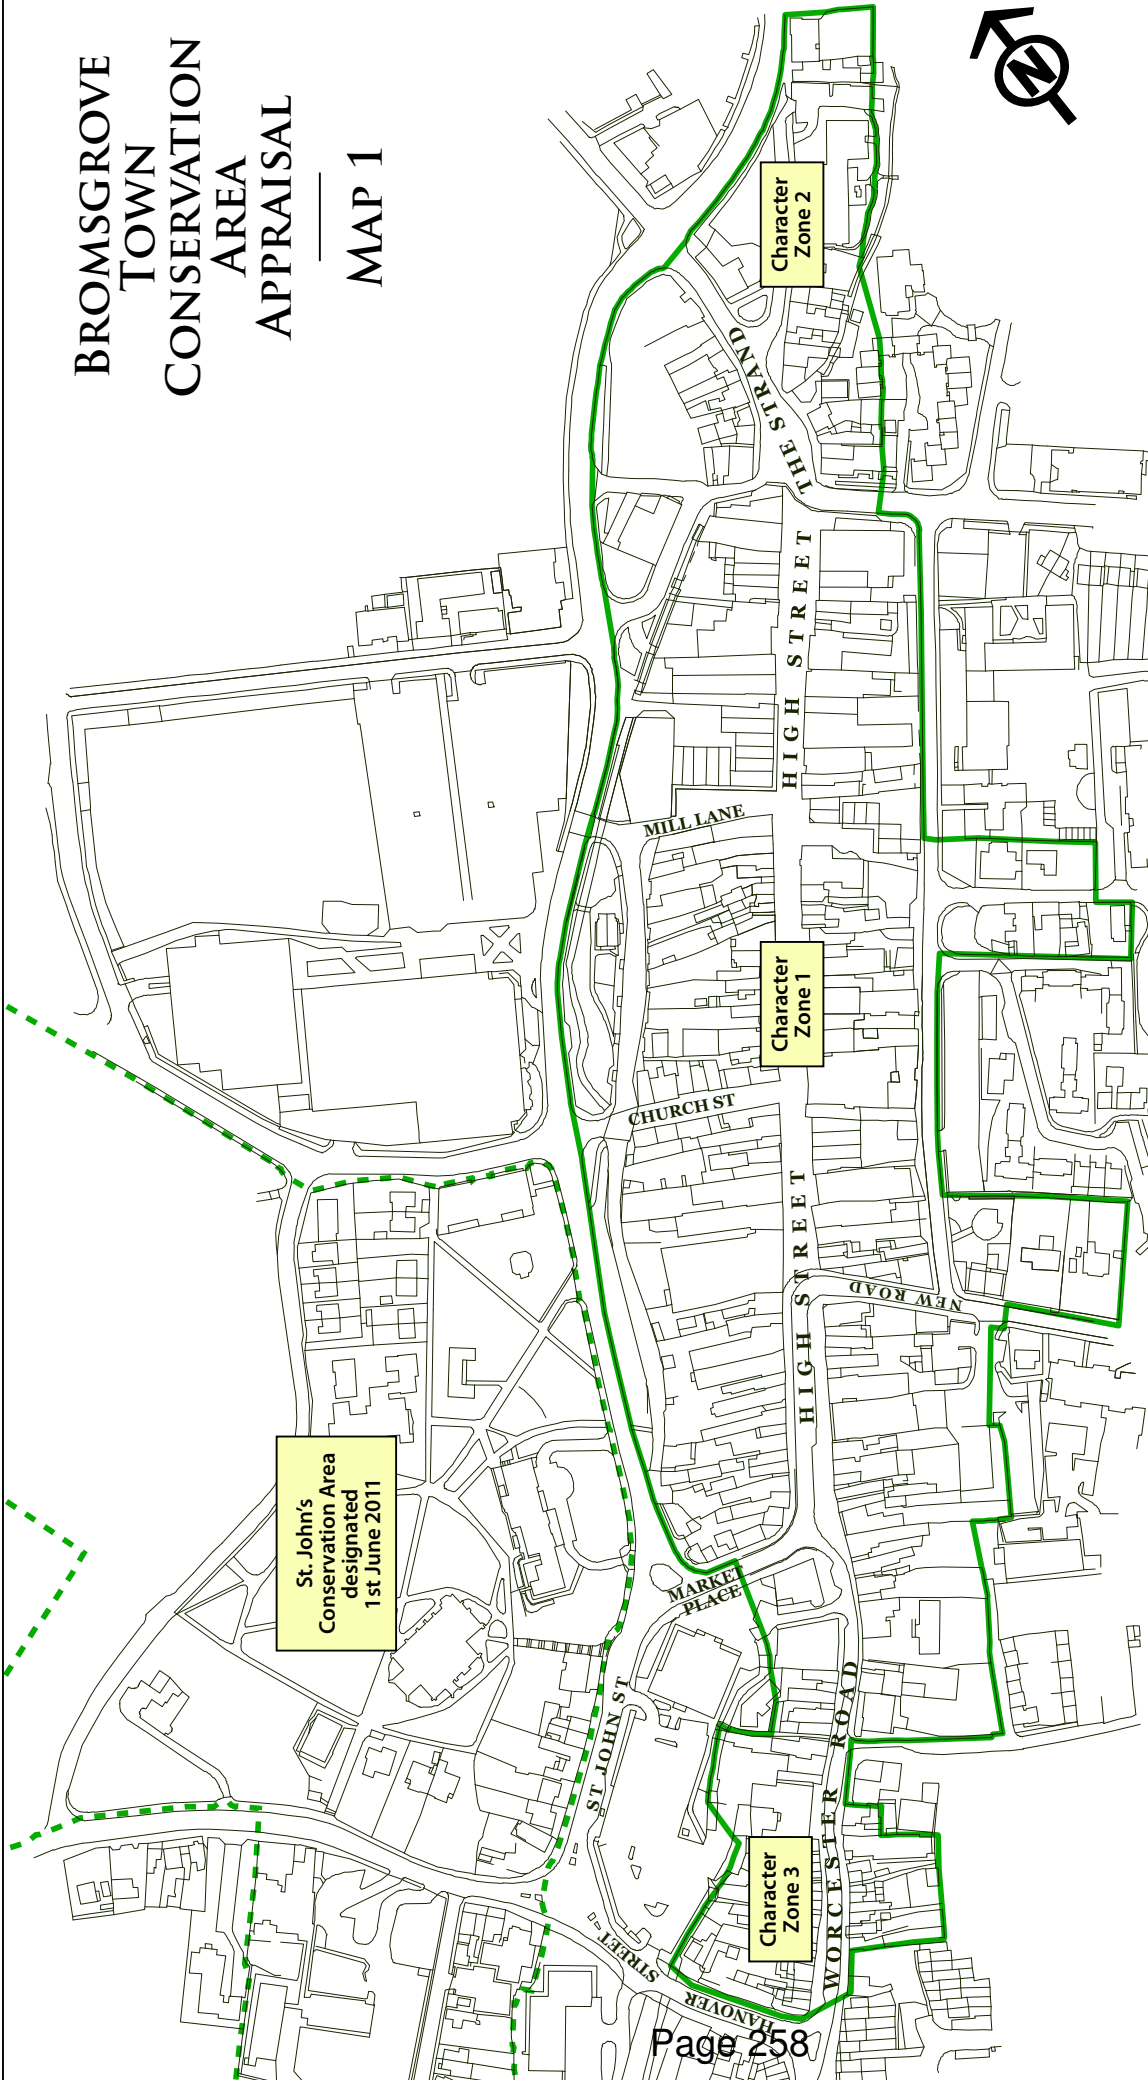 BROMSGROVE
TOWN
CONSERVATION
AREA
APPRAISAL
MAP 1
N
Character
Zone 2
THE STRAND
HIGH STREET
MILL LANE
Character
Zone 1
CHURCH ST
HIGH STREET
NEW ROAD
HIGH STREET
St. John's
Conservation Area
designated
1st June 2011
MARKET
PLACE
ST JOHN ST
WORCESTER ROAD
Character
Zone 3
HANOVER STREET
Page 258